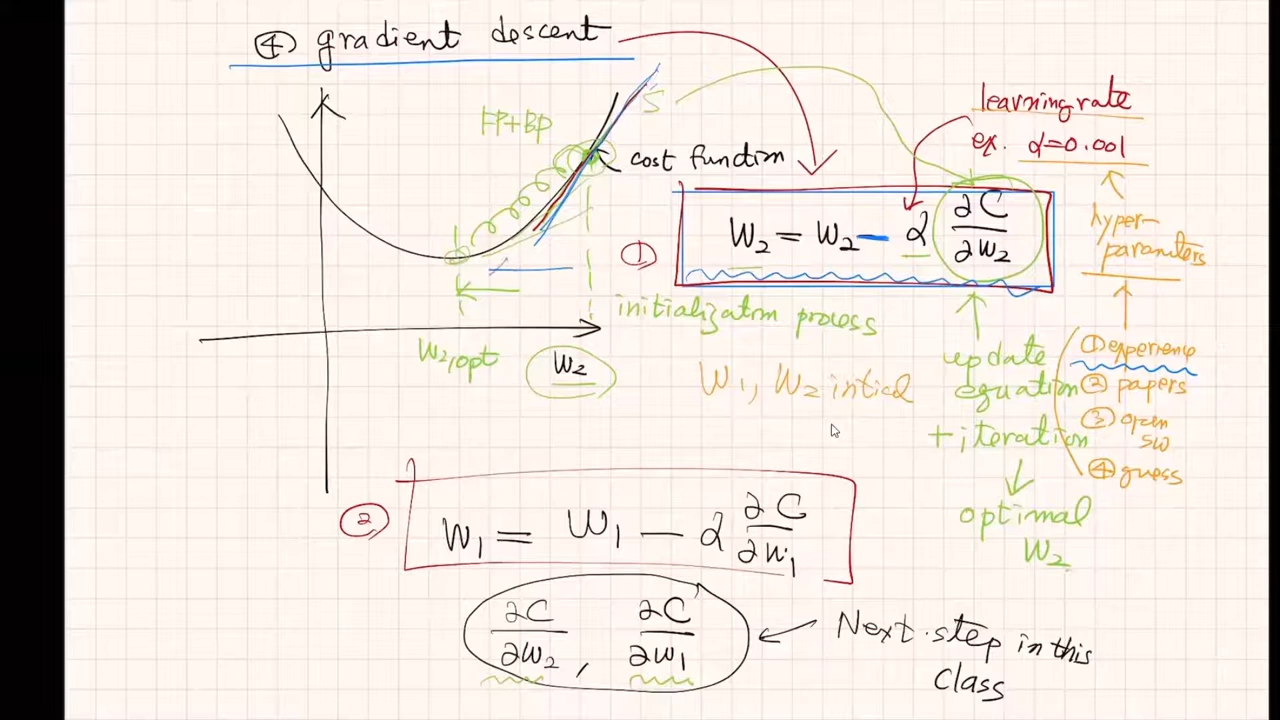 ④ gradient descent
FP+BP
S
cost function
learning rate
ex. α=0.001
① W₂ = W₂ − α ∂C/∂W₂
hyper-
parameters
initialization process
W₂,opt
W₂
W₁, W₂ intial
update
equation
+ iteration
optimal
W₂
① experience
② papers
③ open
SW
④ guess
② W₁ = W₁ − α ∂C/∂W₁
∂C/∂W₂ , ∂C/∂W₁
Next step in this
Class